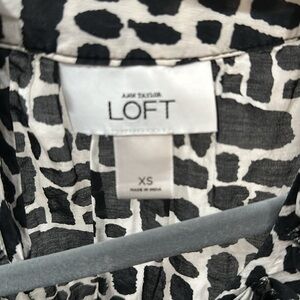 ANN TAYLOR
LOFT
XS
MADE IN INDIA